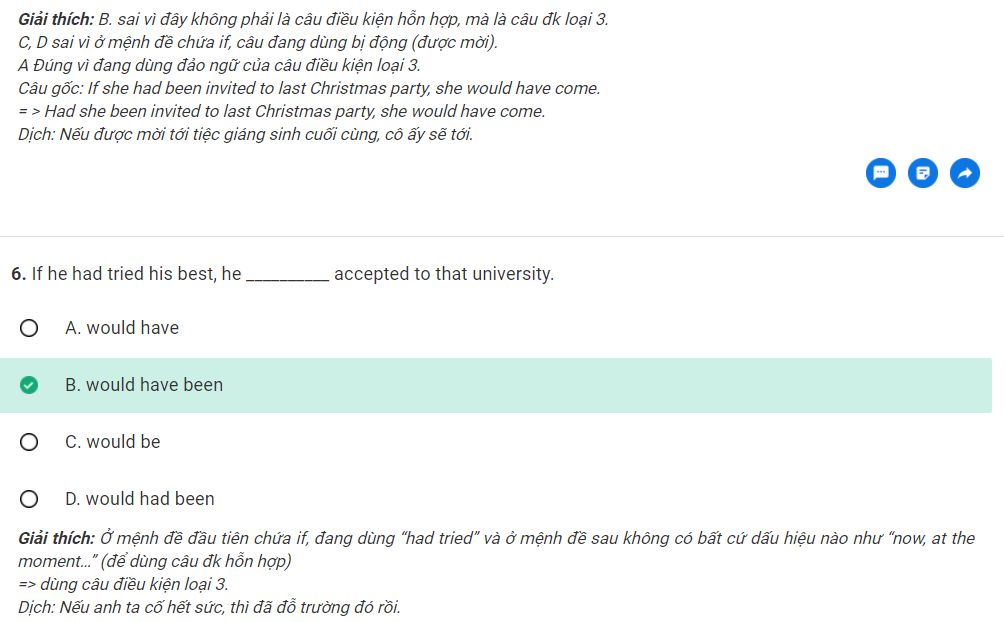 Giải thích: B. sai vì đây không phải là câu điều kiện hỗn hợp, mà là câu đk loại 3.
C, D sai vì ở mệnh đề chứa if, câu đang dùng bị động (được mời).
A Đúng vì đang dùng đảo ngữ của câu điều kiện loại 3.
Câu gốc: If she had been invited to last Christmas party, she would have come.
= > Had she been invited to last Christmas party, she would have come.
Dịch: Nếu được mời tới tiệc giáng sinh cuối cùng, cô ấy sẽ tới.
6. If he had tried his best, he __________ accepted to that university.
A. would have
B. would have been
C. would be
D. would had been
Giải thích: Ở mệnh đề đầu tiên chứa if, đang dùng “had tried” và ở mệnh đề sau không có bất cứ dấu hiệu nào như “now, at the
moment...” (để dùng câu đk hỗn hợp)
=> dùng câu điều kiện loại 3.
Dịch: Nếu anh ta cố hết sức, thì đã đỗ trường đó rồi.